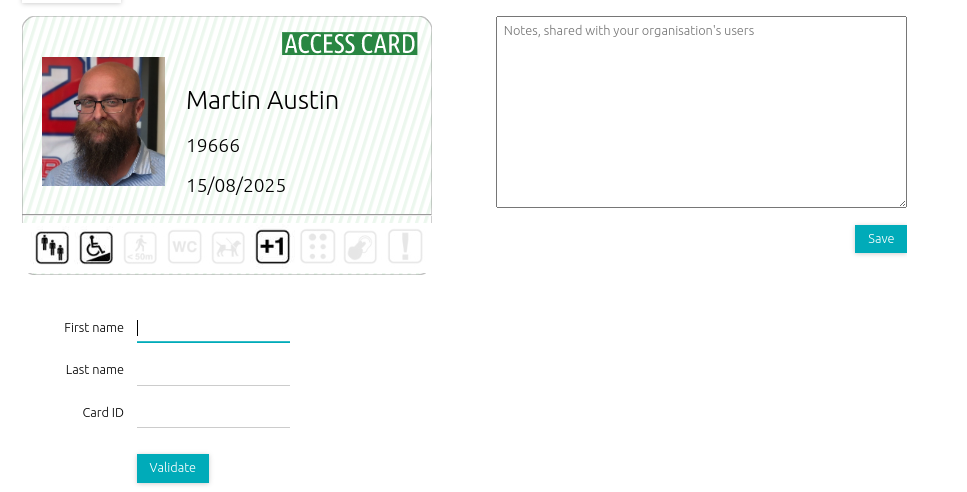 ACCESS CARD
Martin Austin
19666
15/08/2025
< 50m
WC
+1
!
Notes, shared with your organisation's users
Save
First name
Last name
Card ID
Validate